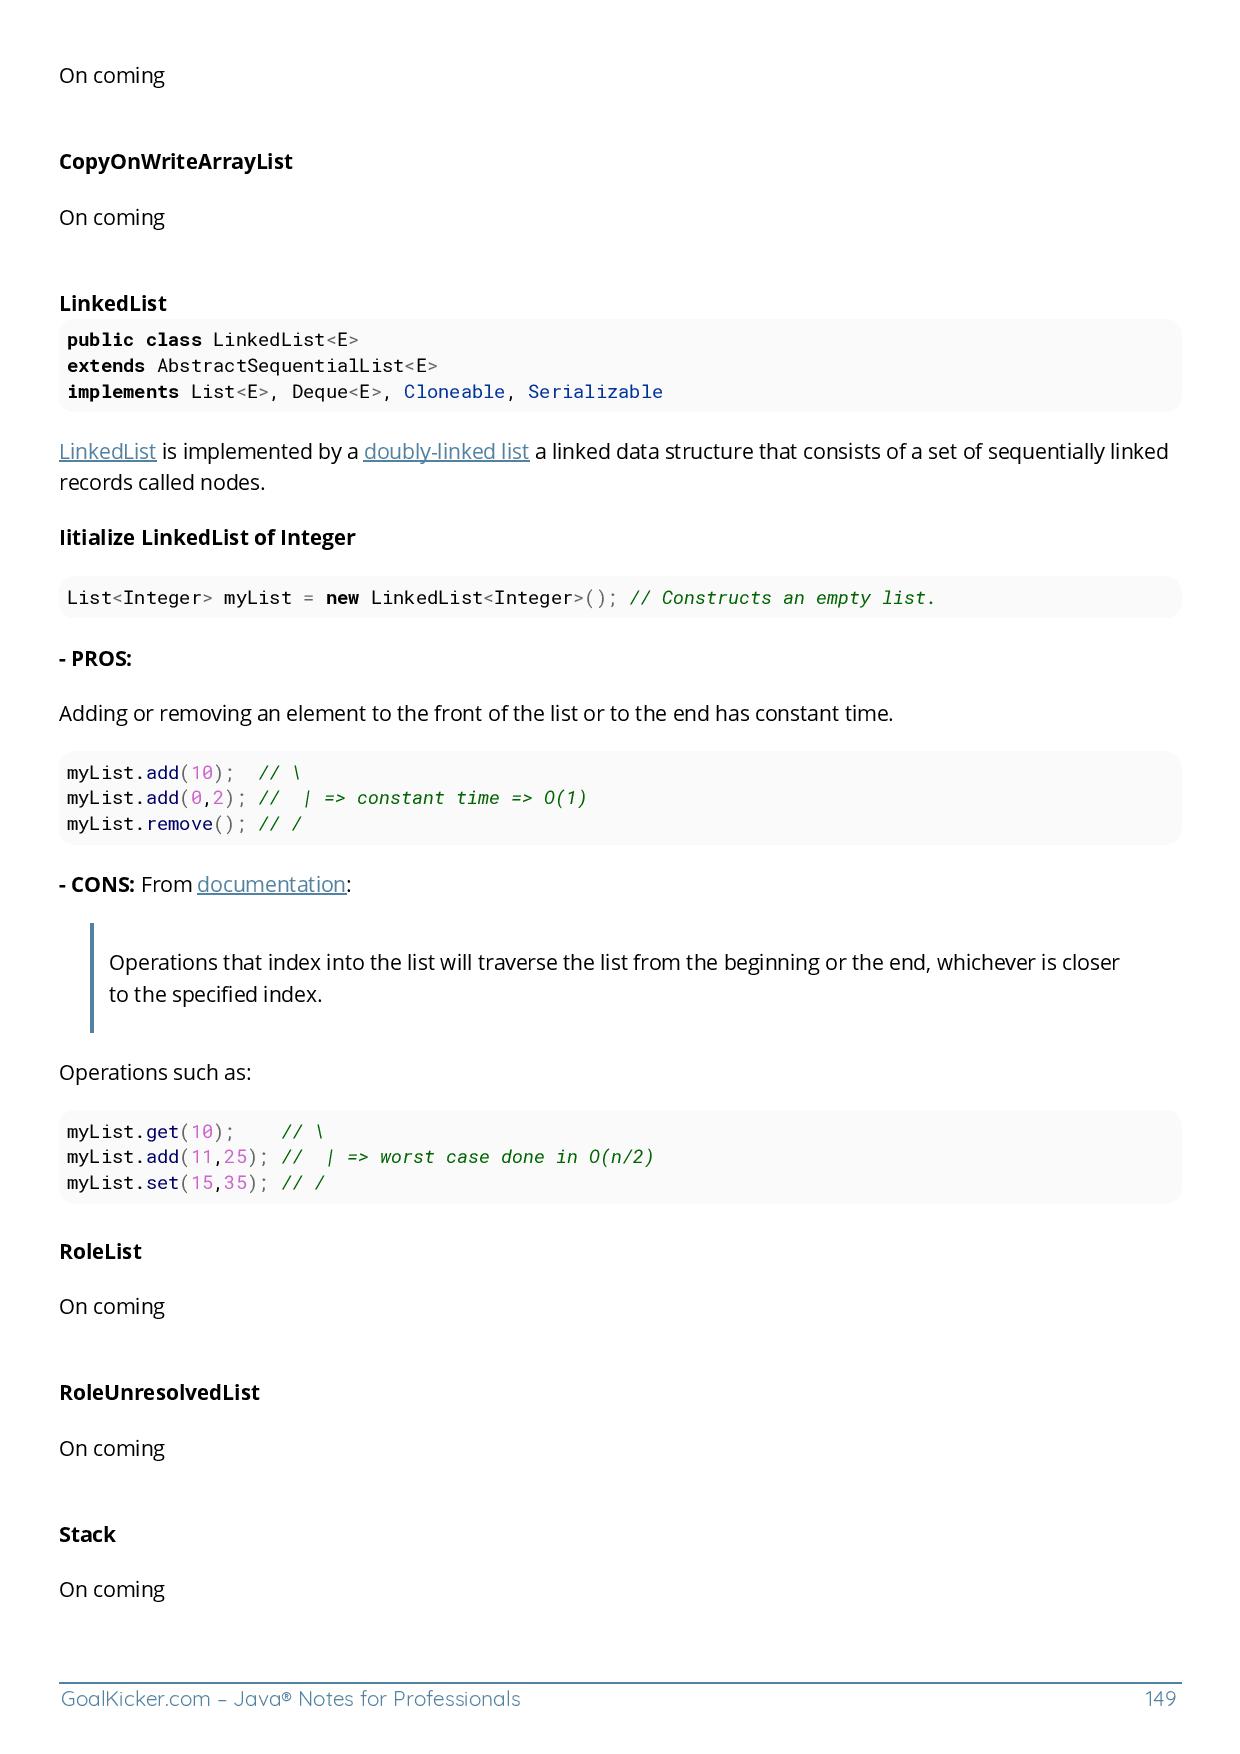 On coming
CopyOnWriteArrayList
On coming
LinkedList
public class LinkedList<E>
extends AbstractSequentialList<E>
implements List<E>, Deque<E>, Cloneable, Serializable
LinkedList is implemented by a doubly-linked list a linked data structure that consists of a set of sequentially linked
records called nodes.
Iitialize LinkedList of Integer
List<Integer> myList = new LinkedList<Integer>(); // Constructs an empty list.
- PROS:
Adding or removing an element to the front of the list or to the end has constant time.
myList.add(10);  // \
myList.add(0,2); //  | => constant time => O(1)
myList.remove(); // /
- CONS: From documentation:
Operations that index into the list will traverse the list from the beginning or the end, whichever is closer
to the specified index.
Operations such as:
myList.get(10);    // \
myList.add(11,25); //  | => worst case done in O(n/2)
myList.set(15,35); // /
RoleList
On coming
RoleUnresolvedList
On coming
Stack
On coming
GoalKicker.com – Java® Notes for Professionals 149